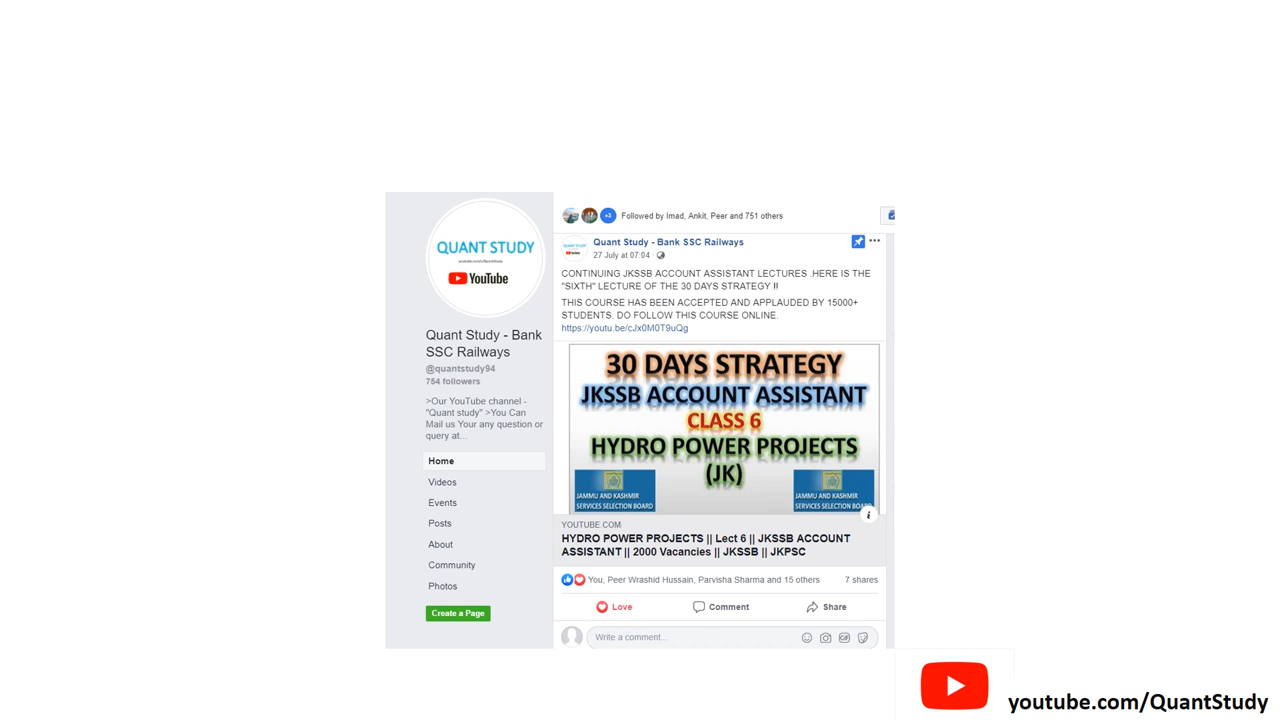 QUANT STUDY
YouTube
Quant Study - Bank
SSC Railways
@quantstudy94
754 followers
>Our YouTube channel -
"Quant study" >You Can
Mail us Your any question or
query at...
Home
Videos
Events
Posts
About
Community
Photos
Create a Page
+3
Followed by Imad, Ankit, Peer and 751 others
Quant Study - Bank SSC Railways
27 July at 07:04 ·
CONTINUING JKSSB ACCOUNT ASSISTANT LECTURES .HERE IS THE
"SIXTH" LECTURE OF THE 30 DAYS STRATEGY !!
THIS COURSE HAS BEEN ACCEPTED AND APPLAUDED BY 15000+
STUDENTS. DO FOLLOW THIS COURSE ONLINE.
https://youtu.be/cJx0M0T9uQg
30 DAYS STRATEGY
JKSSB ACCOUNT ASSISTANT
CLASS 6
HYDRO POWER PROJECTS
(JK)
JAMMU AND KASHMIR
SERVICES SELECTION BOARD
JAMMU AND KASHMIR
SERVICES SELECTION BOARD
YOUTUBE.COM
HYDRO POWER PROJECTS || Lect 6 || JKSSB ACCOUNT
ASSISTANT || 2000 Vacancies || JKSSB || JKPSC
You, Peer Wrashid Hussain, Parvisha Sharma and 15 others 7 shares
Love Comment Share
Write a comment...
GIF
youtube.com/QuantStudy